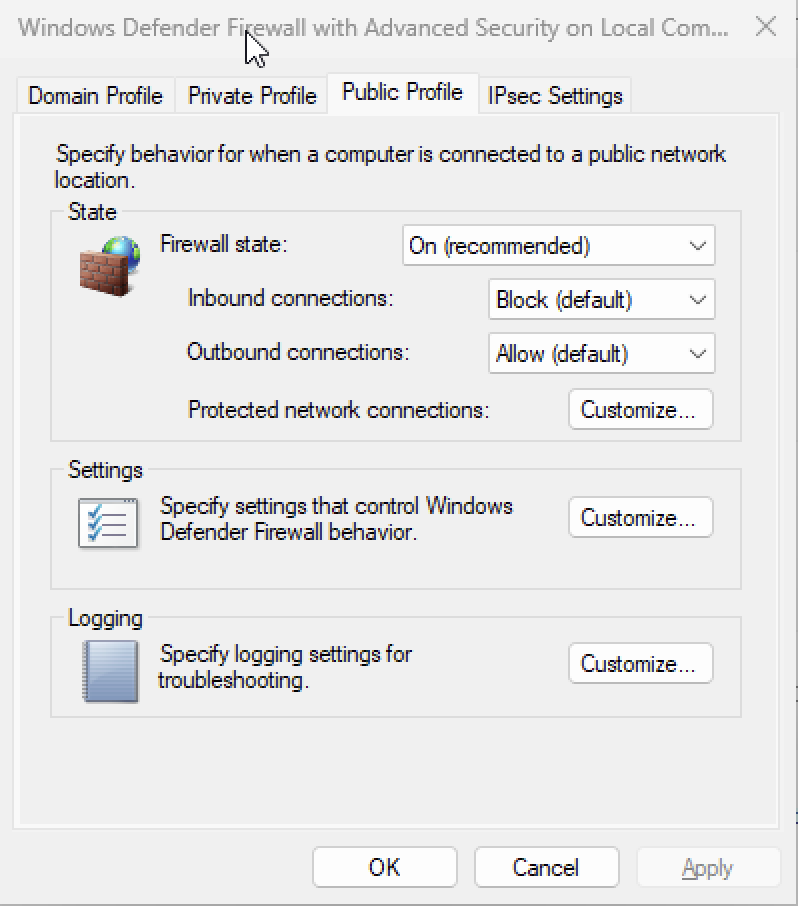 Windows Defender Firewall with Advanced Security on Local Com...
Domain Profile
Private Profile
Public Profile
IPsec Settings
Specify behavior for when a computer is connected to a public network
location.
State
Firewall state:
On (recommended)
Inbound connections:
Block (default)
Outbound connections:
Allow (default)
Protected network connections:
Customize...
Settings
Specify settings that control Windows
Defender Firewall behavior.
Customize...
Logging
Specify logging settings for
troubleshooting.
Customize...
OK
Cancel
Apply